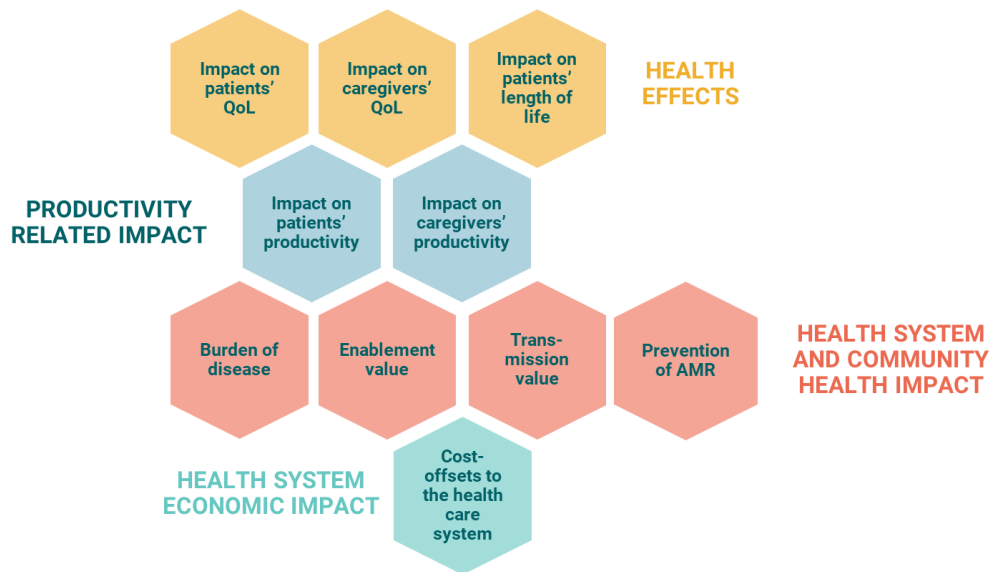 Impact on
patients’
QoL
Impact on
caregivers’
QoL
Impact on
patients’
length of
life
HEALTH
EFFECTS
PRODUCTIVITY
RELATED IMPACT
Impact on
patients’
productivity
Impact on
caregivers’
productivity
Burden of
disease
Enablement
value
Trans-
mission
value
Prevention
of AMR
HEALTH SYSTEM
AND COMMUNITY
HEALTH IMPACT
HEALTH SYSTEM
ECONOMIC IMPACT
Cost-
offsets to
the health
care
system